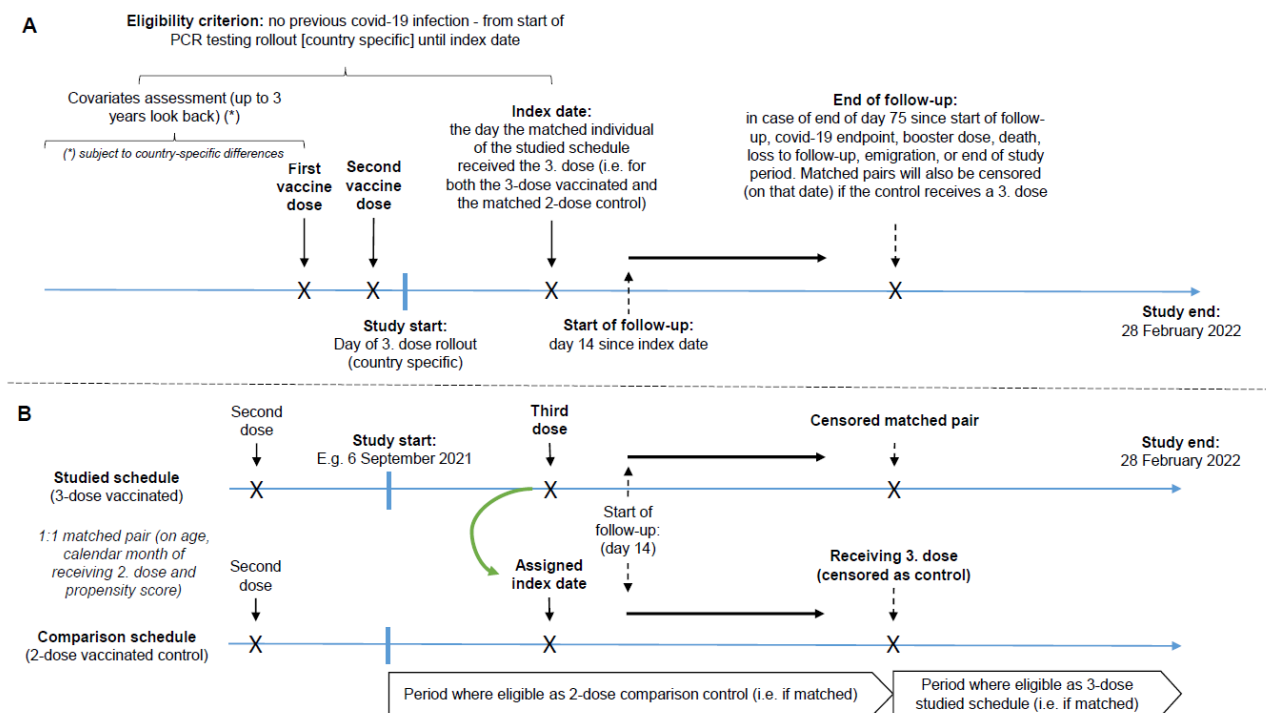 A
Eligibility criterion: no previous covid-19 infection - from start of
PCR testing rollout [country specific] until index date
Covariates assessment (up to 3
years look back) (*)
(*) subject to country-specific differences
First
vaccine
dose
Second
vaccine
dose
Index date:
the day the matched individual
of the studied schedule
received the 3. dose (i.e. for
both the 3-dose vaccinated and
the matched 2-dose control)
End of follow-up:
in case of end of day 75 since start of follow-
up, covid-19 endpoint, booster dose, death,
loss to follow-up, emigration, or end of study
period. Matched pairs will also be censored
(on that date) if the control receives a 3. dose
X
X
X
X
Study start:
Day of 3. dose rollout
(country specific)
Start of follow-up:
day 14 since index date
Study end:
28 February 2022
B
Second
dose
Study start:
E.g. 6 September 2021
Third
dose
Censored matched pair
Study end:
28 February 2022
Studied schedule
(3-dose vaccinated)
X
X
X
1:1 matched pair (on age,
calendar month of
receiving 2. dose and
propensity score)
Start of
follow-up:
(day 14)
Second
dose
Assigned
index date
Receiving 3. dose
(censored as control)
Comparison schedule
(2-dose vaccinated control)
X
X
X
Period where eligible as 2-dose comparison control (i.e. if matched)
Period where eligible as 3-dose
studied schedule (i.e. if matched)